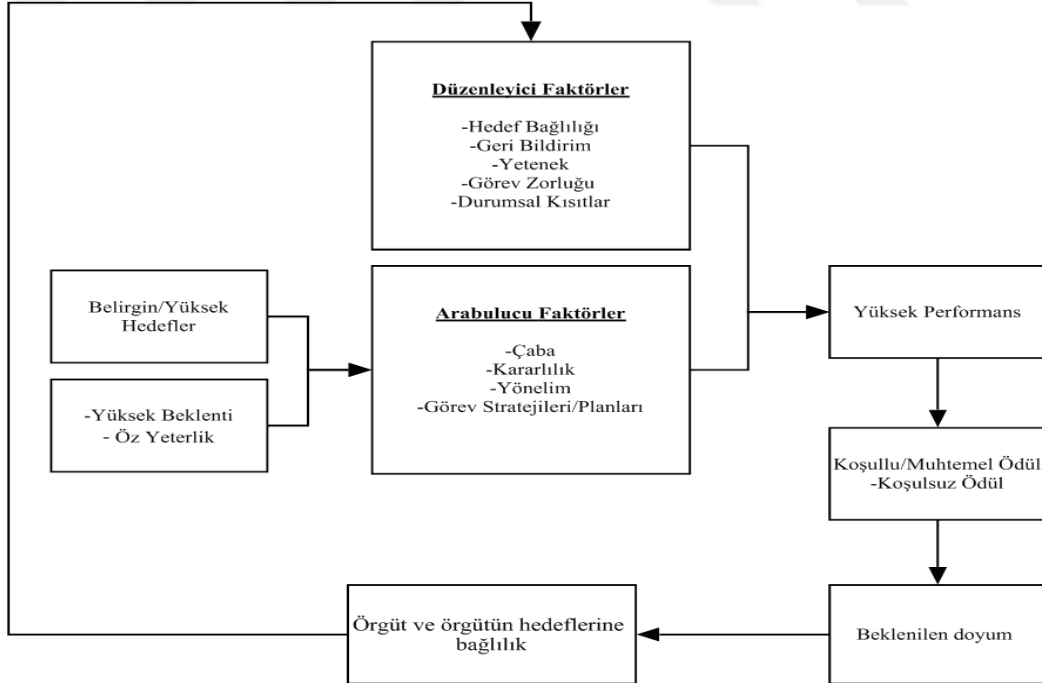 Düzenleyici Faktörler
-Hedef Bağlılığı
-Geri Bildirim
-Yetenek
-Görev Zorluğu
-Durumsal Kısıtlar
Belirgin/Yüksek
Hedefler
-Yüksek Beklenti
- Öz Yeterlik
Arabulucu Faktörler
-Çaba
-Kararlılık
-Yönelim
-Görev Stratejileri/Planları
Yüksek Performans
Koşullu/Muhtemel Ödül
-Koşulsuz Ödül
Beklenilen doyum
Örgüt ve örgütün hedeflerine
bağlılık